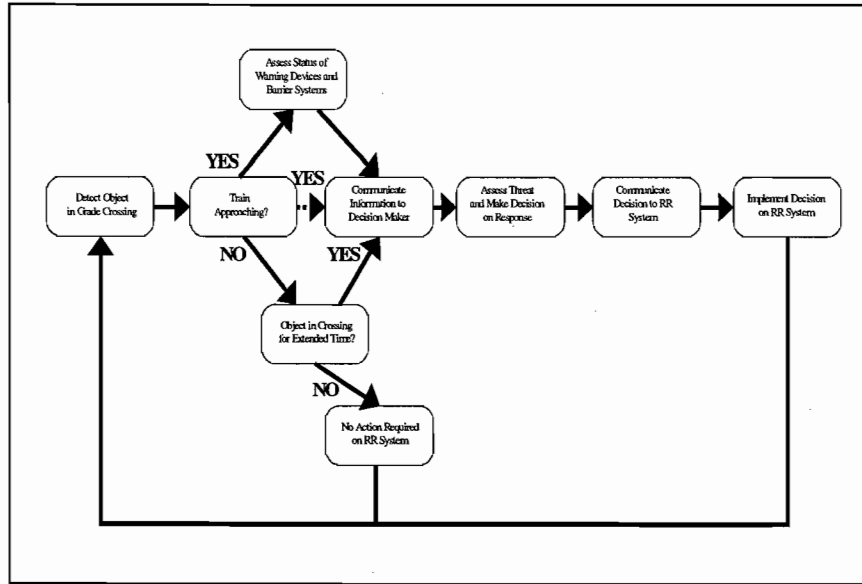 Assess Status of
Warning Devices and
Barrier Systems
YES
YES
Detect Object
in Grade Crossing
Train
Approaching?
Communicate
Information to
Decision Maker
Assess Threat
and Make Decision
on Response
Communicate
Decision to RR
System
Implement Decision
on RR System
NO
YES
Object in Crossing
for Extended Time?
NO
No Action Required
on RR System